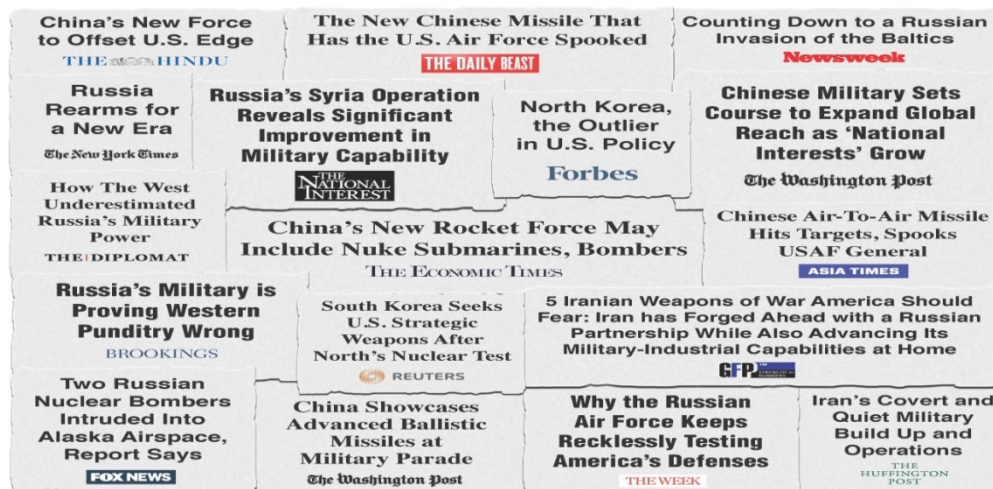 China's New Force
to Offset U.S. Edge
THE HINDU
The New Chinese Missile That
Has the U.S. Air Force Spooked
THE DAILY BEAST
Counting Down to a Russian
Invasion of the Baltics
Newsweek
Russia
Rearms for
a New Era
The New York Times
Russia's Syria Operation
Reveals Significant
Improvement in
Military Capability
THE
NATIONAL
INTEREST
North Korea,
the Outlier
in U.S. Policy
Forbes
Chinese Military Sets
Course to Expand Global
Reach as 'National
Interests' Grow
The Washington Post
How The West
Underestimated
Russia's Military
Power
THE DIPLOMAT
China's New Rocket Force May
Include Nuke Submarines, Bombers
THE ECONOMIC TIMES
Chinese Air-To-Air Missile
Hits Targets, Spooks
USAF General
ASIA TIMES
Russia's Military is
Proving Western
Punditry Wrong
BROOKINGS
South Korea Seeks
U.S. Strategic
Weapons After
North's Nuclear Test
REUTERS
5 Iranian Weapons of War America Should
Fear: Iran has Forged Ahead with a Russian
Partnership While Also Advancing Its
Military-Industrial Capabilities at Home
GFP
Two Russian
Nuclear Bombers
Intruded Into
Alaska Airspace,
Report Says
FOX NEWS
China Showcases
Advanced Ballistic
Missiles at
Military Parade
The Washington Post
Why the Russian
Air Force Keeps
Recklessly Testing
America's Defenses
THE WEEK
Iran's Covert and
Quiet Military
Build Up and
Operations
THE
HUFFINGTON
POST